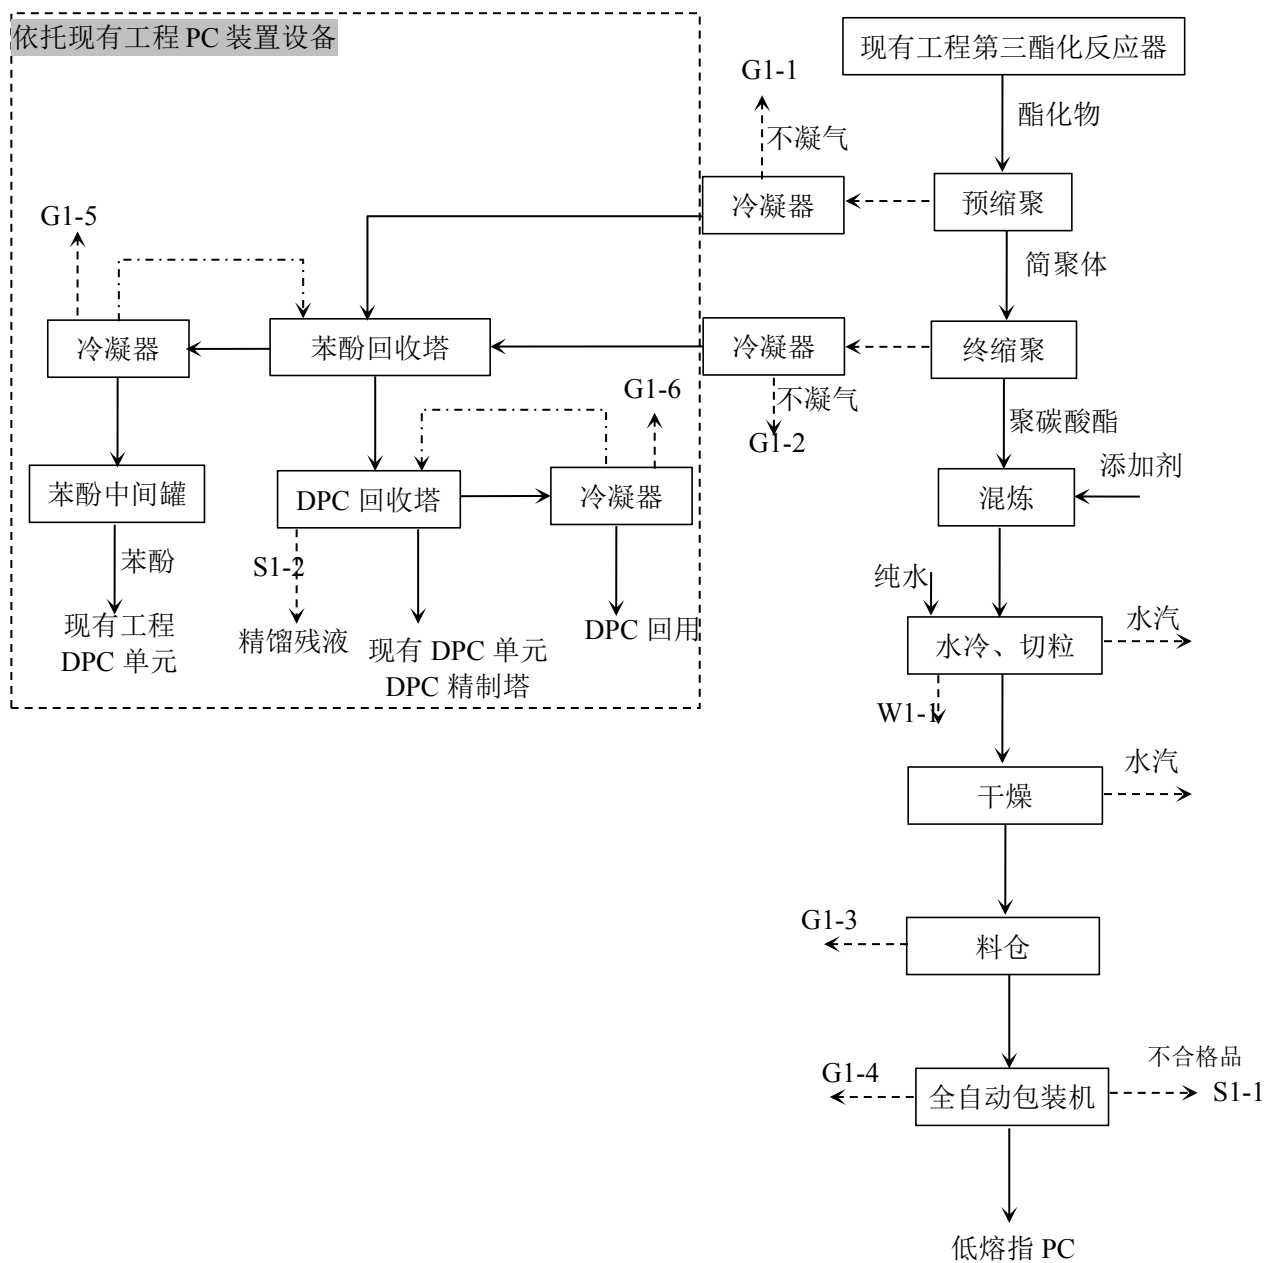 依托现有工程 PC 装置设备
现有工程第三酯化反应器
G1-1
酯化物
不凝气
冷凝器
预缩聚
G1-5
简聚体
冷凝器
苯酚回收塔
冷凝器
终缩聚
G1-6
不凝气
聚碳酸酯
G1-2
添加剂
苯酚中间罐
DPC 回收塔
冷凝器
混炼
苯酚
S1-2
纯水
现有工程
DPC 单元
精馏残液
现有 DPC 单元
DPC 精制塔
DPC 回用
水冷、切粒
水汽
W1-1
水汽
干燥
G1-3
料仓
不合格品
G1-4
全自动包装机
S1-1
低熔指 PC